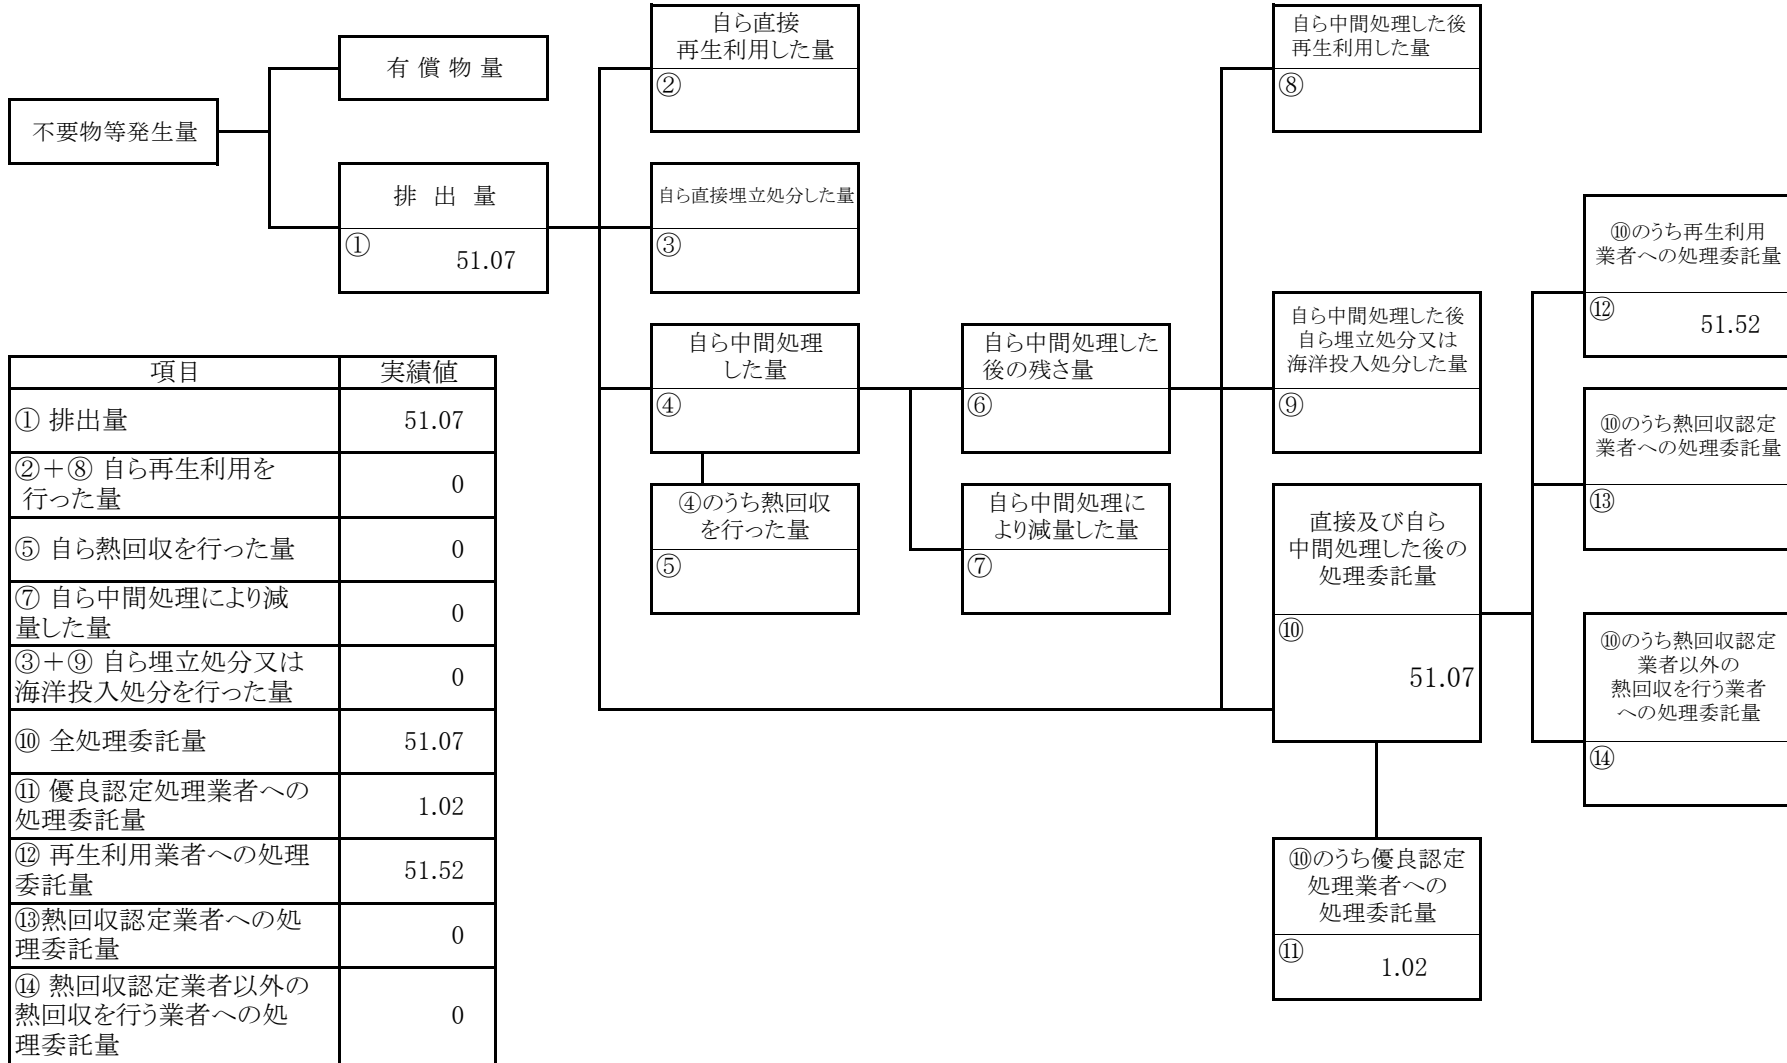 不要物等発生量
有 償 物 量
排 出 量
①
51.07
自ら直接
再生利用した量
②
自ら直接埋立処分した量
③
自ら中間処理
した量
④
④のうち熱回収
を行った量
⑤
自ら中間処理した
後の残さ量
⑥
自ら中間処理に
より減量した量
⑦
自ら中間処理した後
再生利用した量
⑧
自ら中間処理した後
自ら埋立処分又は
海洋投入処分した量
⑨
直接及び自ら
中間処理した後の
処理委託量
⑩
51.07
⑩のうち優良認定
処理業者への
処理委託量
⑪
1.02
⑩のうち再生利用
業者への処理委託量
⑫
51.52
⑩のうち熱回収認定
業者への処理委託量
⑬
⑩のうち熱回収認定
業者以外の
熱回収を行う業者
への処理委託量
⑭
項目 実績値
① 排出量 51.07
②+⑧ 自ら再生利用を
行った量 0
⑤ 自ら熱回収を行った量 0
⑦ 自ら中間処理により減
量した量 0
③+⑨ 自ら埋立処分又は
海洋投入処分を行った量 0
⑩ 全処理委託量 51.07
⑪ 優良認定処理業者への
処理委託量 1.02
⑫ 再生利用業者への処理
委託量 51.52
⑬熱回収認定業者への処
理委託量 0
⑭ 熱回収認定業者以外の
熱回収を行う業者への処
理委託量 0